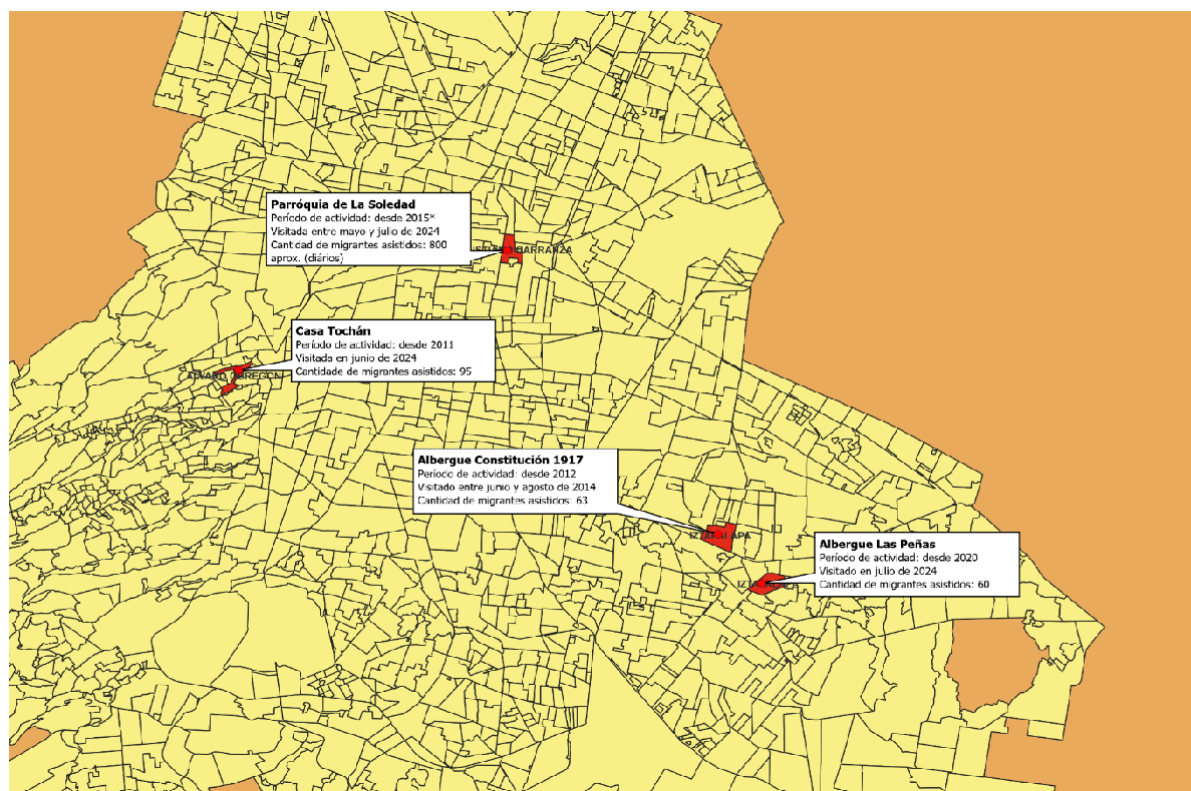 Parróquia de La Soledad
Período de actividad: desde 2015*
Visitada entre mayo y julio de 2024
Cantidad de migrantes asistidos: 800
aprox. (diários)
CARRANZA
Casa Tochán
Período de actividad: desde 2011
Visitada en junio de 2024
Cantidade de migrantes asistidos: 95
ALVARO OBREGON
Albergue Constitución 1917
Período de actividad: desde 2012
Visitado entre junio y agosto de 2014
Cantidad de migrantes asistidos: 63
IZTAPALAPA
Albergue Las Peñas
Período de actividad: desde 2020
Visitado en julio de 2024
Cantidad de migrantes asistidos: 60
IZTAPALAPA